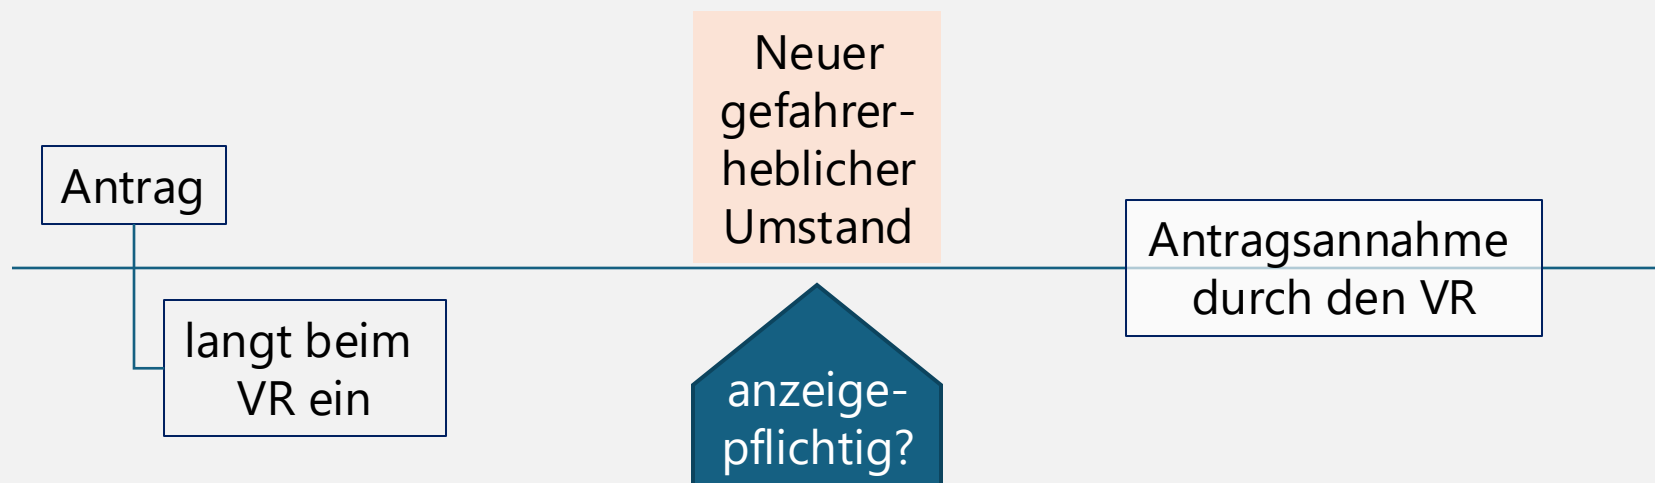 Antrag
langt beim
VR ein
Neuer
gefahrer-
heblicher
Umstand
anzeige-
pflichtig?
Antragsannahme
durch den VR